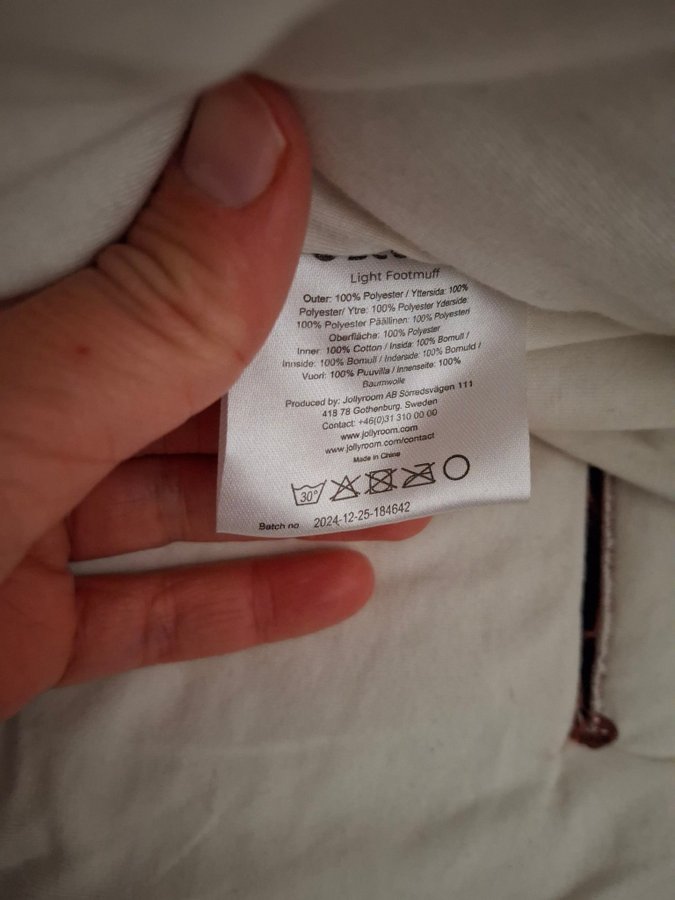 Light Footmuff
Outer: 100% Polyester / Yttersida: 100%
Polyester/ Ytre: 100% Polyester Yderside:
100% Polyester Päällinen: 100% Polyesteri
Oberfläche: 100% Polyester
Inner: 100% Cotton / Insida: 100% Bomull /
Innside: 100% Bomull / Inderside: 100% Bomuld /
Vuori: 100% Puuvilla / Innenseite: 100%
Baumwolle
Produced by: Jollyroom AB Sörredsvägen 111
418 78 Gothenburg. Sweden
Contact: +46(0)31 310 00 00
www.jollyroom.com
www.jollyroom.com/contact
Made in China
30°
Batch no 2024-12-25-184642